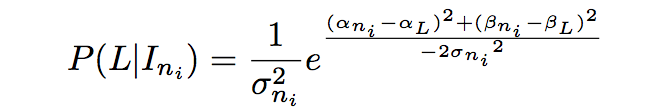 $P(L|I_{n_i}) = \frac{1}{\sigma_{n_i}^2} e^{\frac{(\alpha_{n_i} - \alpha_L)^2 + (\beta_{n_i} - \beta_L)^2}{-2{\sigma_{n_i}}^2}}$